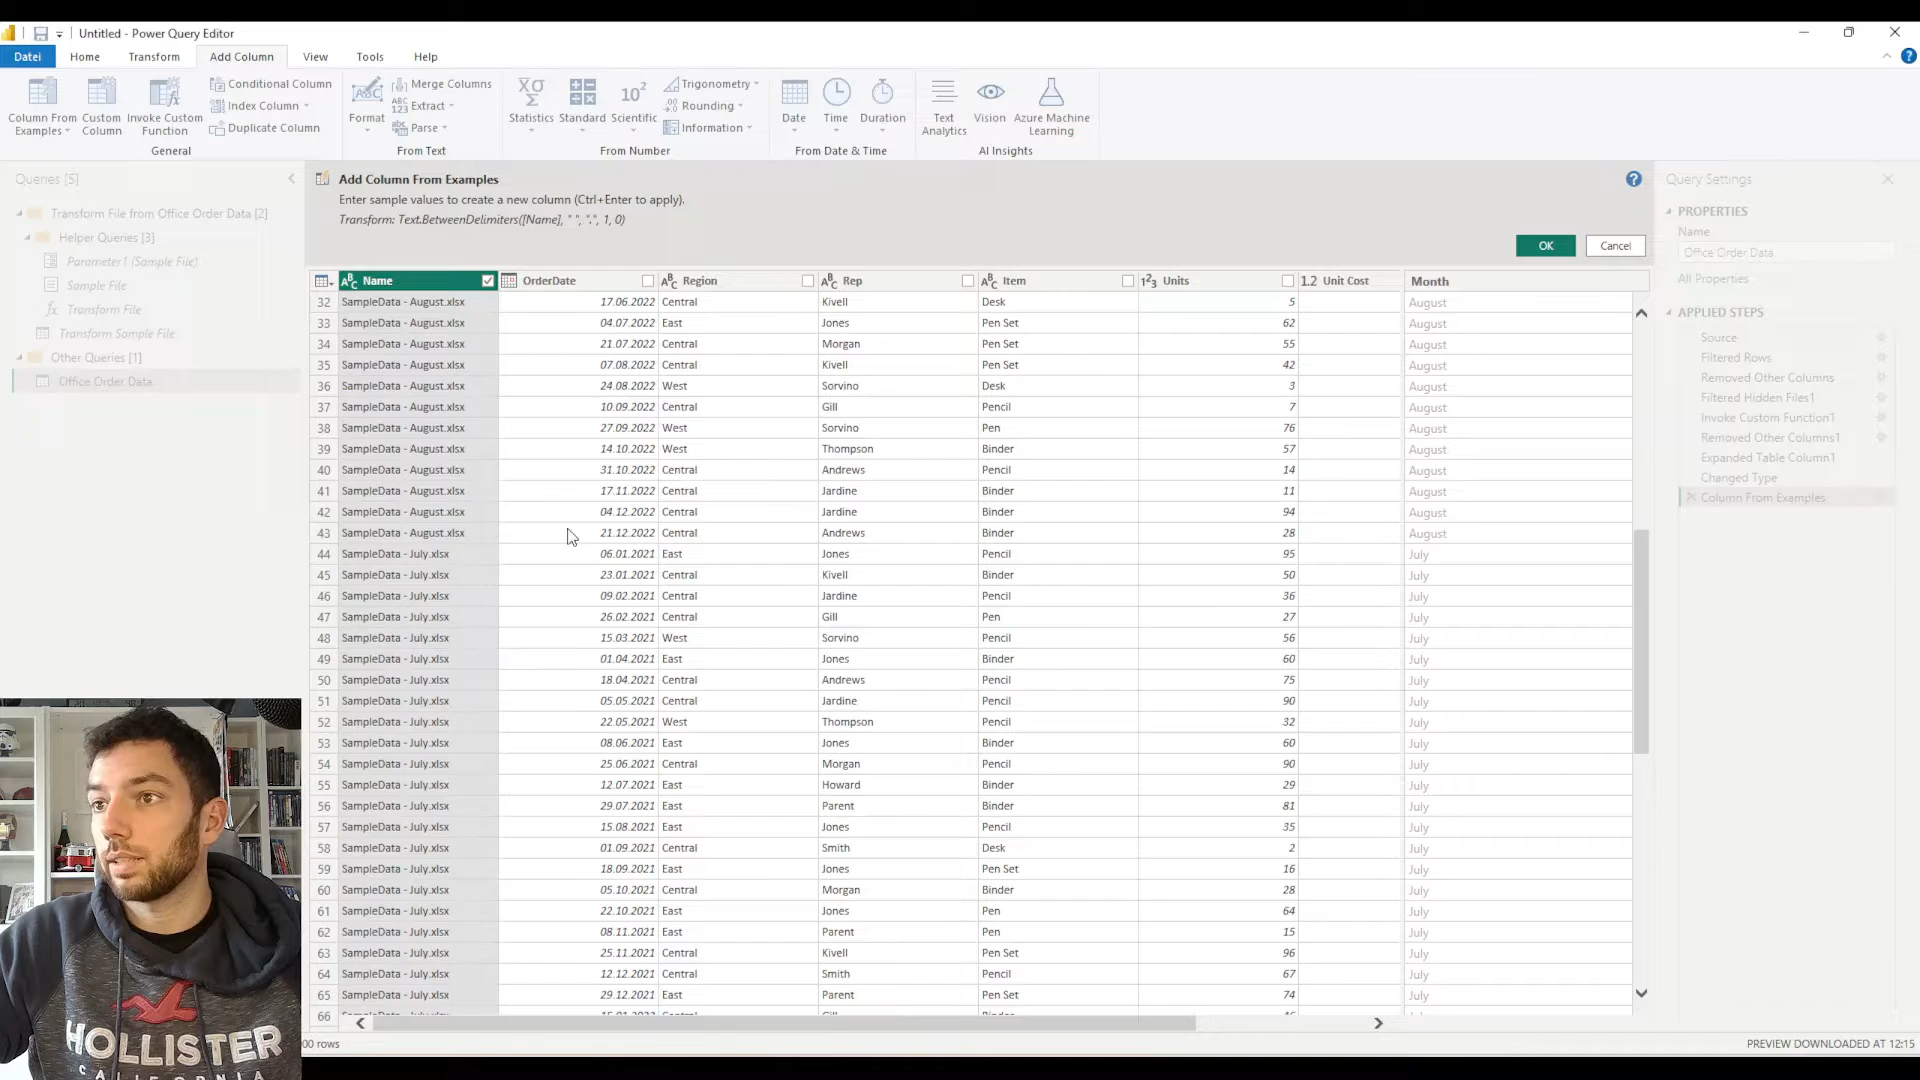 Untitled - Power Query Editor
Datei Home Transform Add Column View Tools Help
Column From Examples
Custom Column
Invoke Custom Function
Conditional Column
Index Column
Duplicate Column
General
Format
Merge Columns
Extract
Parse
From Text
Statistics
Standard
Scientific
Trigonometry
Rounding
Information
From Number
Date
Time
Duration
From Date & Time
Text Analytics
Vision
Azure Machine Learning
AI Insights
Queries [5]
Transform File from Office Order Data [2]
Helper Queries [3]
Parameter1 (Sample File)
Sample File
Transform File
Transform Sample File
Other Queries [1]
Office Order Data
Add Column From Examples
Enter sample values to create a new column (Ctrl+Enter to apply).
Transform: Text.BetweenDelimiters([Name], " ", ".", 1, 0)
OK Cancel
Name OrderDate Region Rep Item Units 1.2 Unit Cost Month
32 SampleData - August.xlsx 17.06.2022 Central Kivell Desk 5 August
33 SampleData - August.xlsx 04.07.2022 East Jones Pen Set 62 August
34 SampleData - August.xlsx 21.07.2022 Central Morgan Pen Set 55 August
35 SampleData - August.xlsx 07.08.2022 Central Kivell Pen Set 42 August
36 SampleData - August.xlsx 24.08.2022 West Sorvino Desk 3 August
37 SampleData - August.xlsx 10.09.2022 Central Gill Pencil 7 August
38 SampleData - August.xlsx 27.09.2022 West Sorvino Pen 76 August
39 SampleData - August.xlsx 14.10.2022 West Thompson Binder 57 August
40 SampleData - August.xlsx 31.10.2022 Central Andrews Pencil 14 August
41 SampleData - August.xlsx 17.11.2022 Central Jardine Binder 11 August
42 SampleData - August.xlsx 04.12.2022 Central Jardine Binder 94 August
43 SampleData - August.xlsx 21.12.2022 Central Andrews Binder 28 August
44 SampleData - July.xlsx 06.01.2021 East Jones Pencil 95 July
45 SampleData - July.xlsx 23.01.2021 Central Kivell Binder 50 July
46 SampleData - July.xlsx 09.02.2021 Central Jardine Pencil 36 July
47 SampleData - July.xlsx 26.02.2021 Central Gill Pen 27 July
48 SampleData - July.xlsx 15.03.2021 West Sorvino Pencil 56 July
49 SampleData - July.xlsx 01.04.2021 East Jones Binder 60 July
50 SampleData - July.xlsx 18.04.2021 Central Andrews Pencil 75 July
51 SampleData - July.xlsx 05.05.2021 Central Jardine Pencil 90 July
52 SampleData - July.xlsx 22.05.2021 West Thompson Pencil 32 July
53 SampleData - July.xlsx 08.06.2021 East Jones Binder 60 July
54 SampleData - July.xlsx 25.06.2021 Central Morgan Pencil 90 July
55 SampleData - July.xlsx 12.07.2021 East Howard Binder 29 July
56 SampleData - July.xlsx 29.07.2021 East Parent Binder 81 July
57 SampleData - July.xlsx 15.08.2021 East Jones Pencil 35 July
58 SampleData - July.xlsx 01.09.2021 Central Smith Desk 2 July
59 SampleData - July.xlsx 18.09.2021 East Jones Pen Set 16 July
60 SampleData - July.xlsx 05.10.2021 Central Morgan Binder 28 July
61 SampleData - July.xlsx 22.10.2021 East Jones Pen 64 July
62 SampleData - July.xlsx 08.11.2021 East Parent Pen 15 July
63 SampleData - July.xlsx 25.11.2021 Central Kivell Pen Set 96 July
64 SampleData - July.xlsx 12.12.2021 Central Smith Pencil 67 July
65 SampleData - July.xlsx 29.12.2021 East Parent Pen Set 74 July
66
00 rows
PREVIEW DOWNLOADED AT 12:15
Query Settings
PROPERTIES
Name
Office Order Data
All Properties
APPLIED STEPS
Source
Filtered Rows
Removed Other Columns
Filtered Hidden Files1
Invoke Custom Function1
Removed Other Columns1
Expanded Table Column1
Changed Type
Column From Examples
HOLLISTER
CALIFORNIA